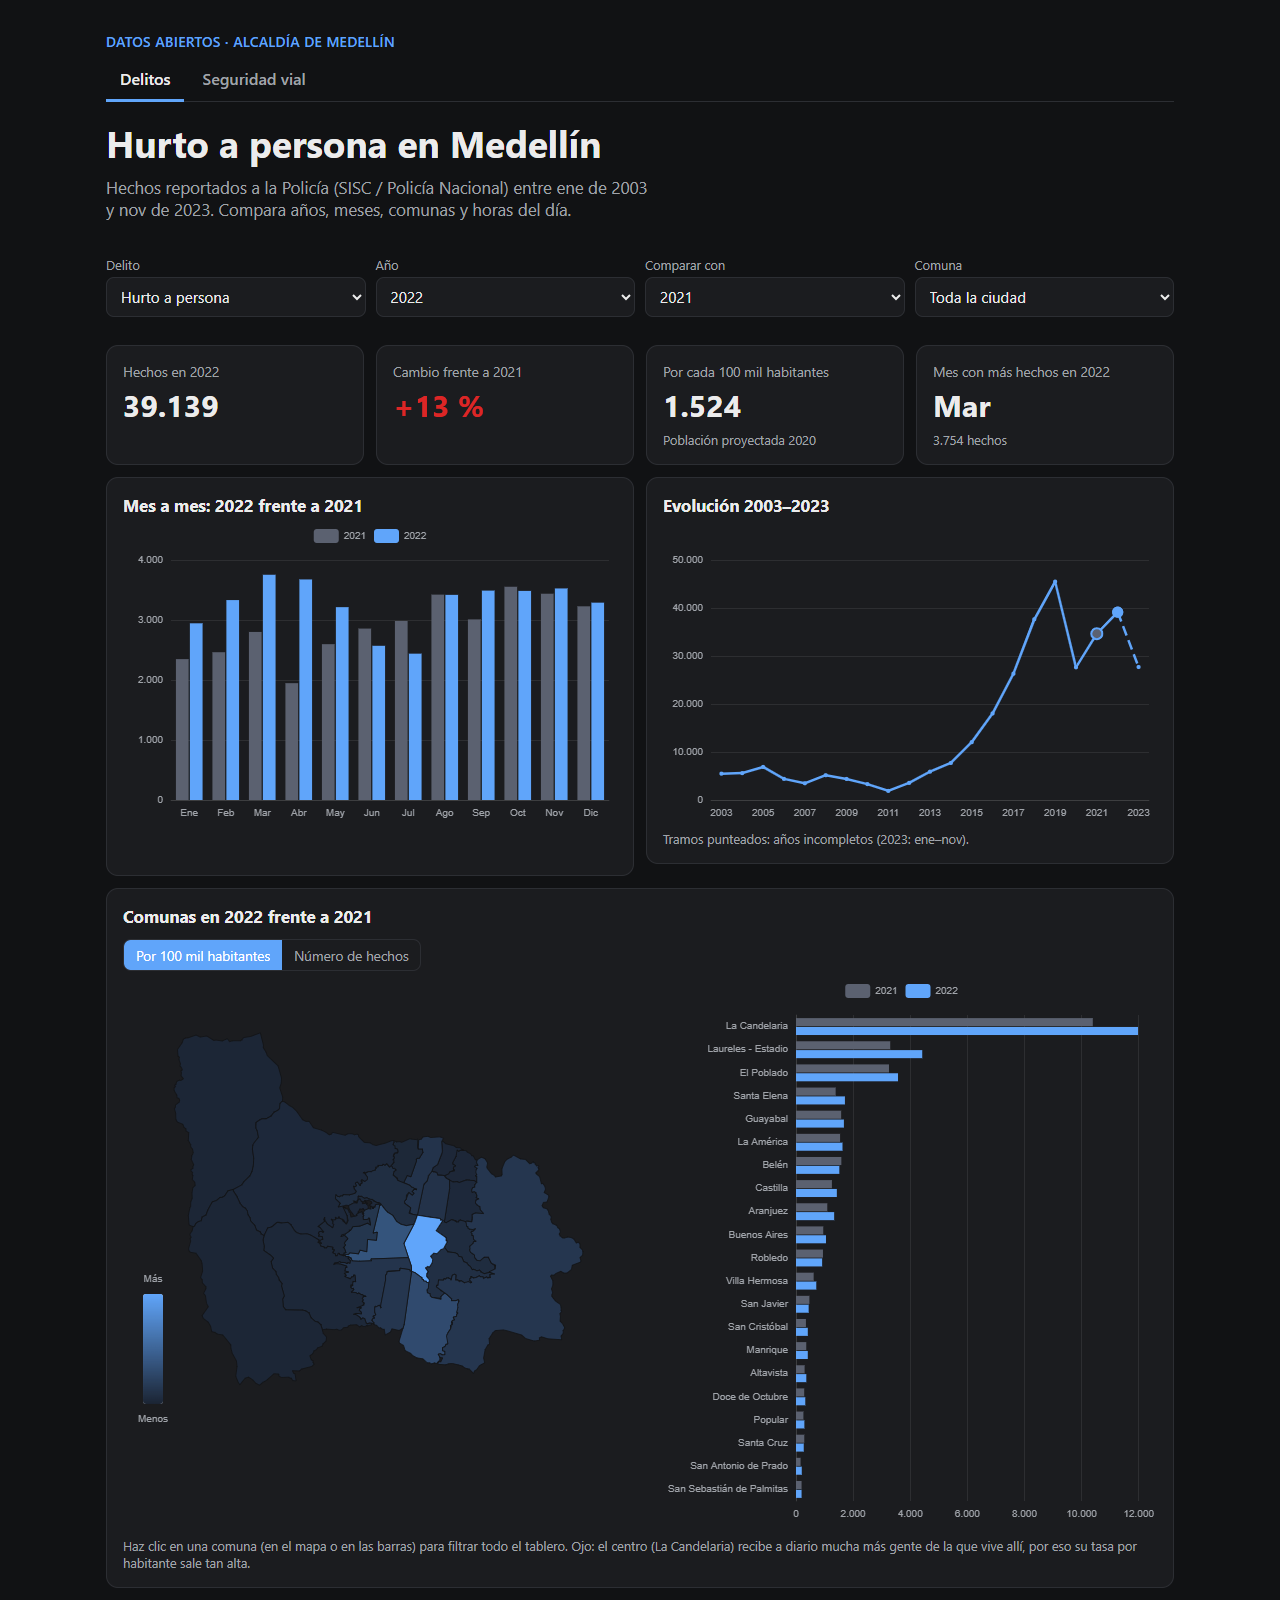 DATOS ABIERTOS · ALCALDÍA DE MEDELLÍN
Delitos
Seguridad vial
Hurto a persona en Medellín
Hechos reportados a la Policía (SISC / Policía Nacional) entre ene de 2003
y nov de 2023. Compara años, meses, comunas y horas del día.
Delito
Año
Comparar con
Comuna
Hurto a persona
2022
2021
Toda la ciudad
Hechos en 2022
39.139
Cambio frente a 2021
+13 %
Por cada 100 mil habitantes
1.524
Población proyectada 2020
Mes con más hechos en 2022
Mar
3.754 hechos
Mes a mes: 2022 frente a 2021
2021
2022
4.000
3.000
2.000
1.000
0
Ene
Feb
Mar
Abr
May
Jun
Jul
Ago
Sep
Oct
Nov
Dic
Evolución 2003–2023
50.000
40.000
30.000
20.000
10.000
0
2003
2005
2007
2009
2011
2013
2015
2017
2019
2021
2023
Tramos punteados: años incompletos (2023: ene–nov).
Comunas en 2022 frente a 2021
Por 100 mil habitantes
Número de hechos
Más
Menos
2021
2022
La Candelaria
Laureles - Estadio
El Poblado
Santa Elena
Guayabal
La América
Belén
Castilla
Aranjuez
Buenos Aires
Robledo
Villa Hermosa
San Javier
San Cristóbal
Manrique
Altavista
Doce de Octubre
Popular
Santa Cruz
San Antonio de Prado
San Sebastián de Palmitas
0
2.000
4.000
6.000
8.000
10.000
12.000
Haz clic en una comuna (en el mapa o en las barras) para filtrar todo el tablero. Ojo: el centro (La Candelaria) recibe a diario mucha más gente de la que vive allí, por eso su tasa por
habitante sale tan alta.